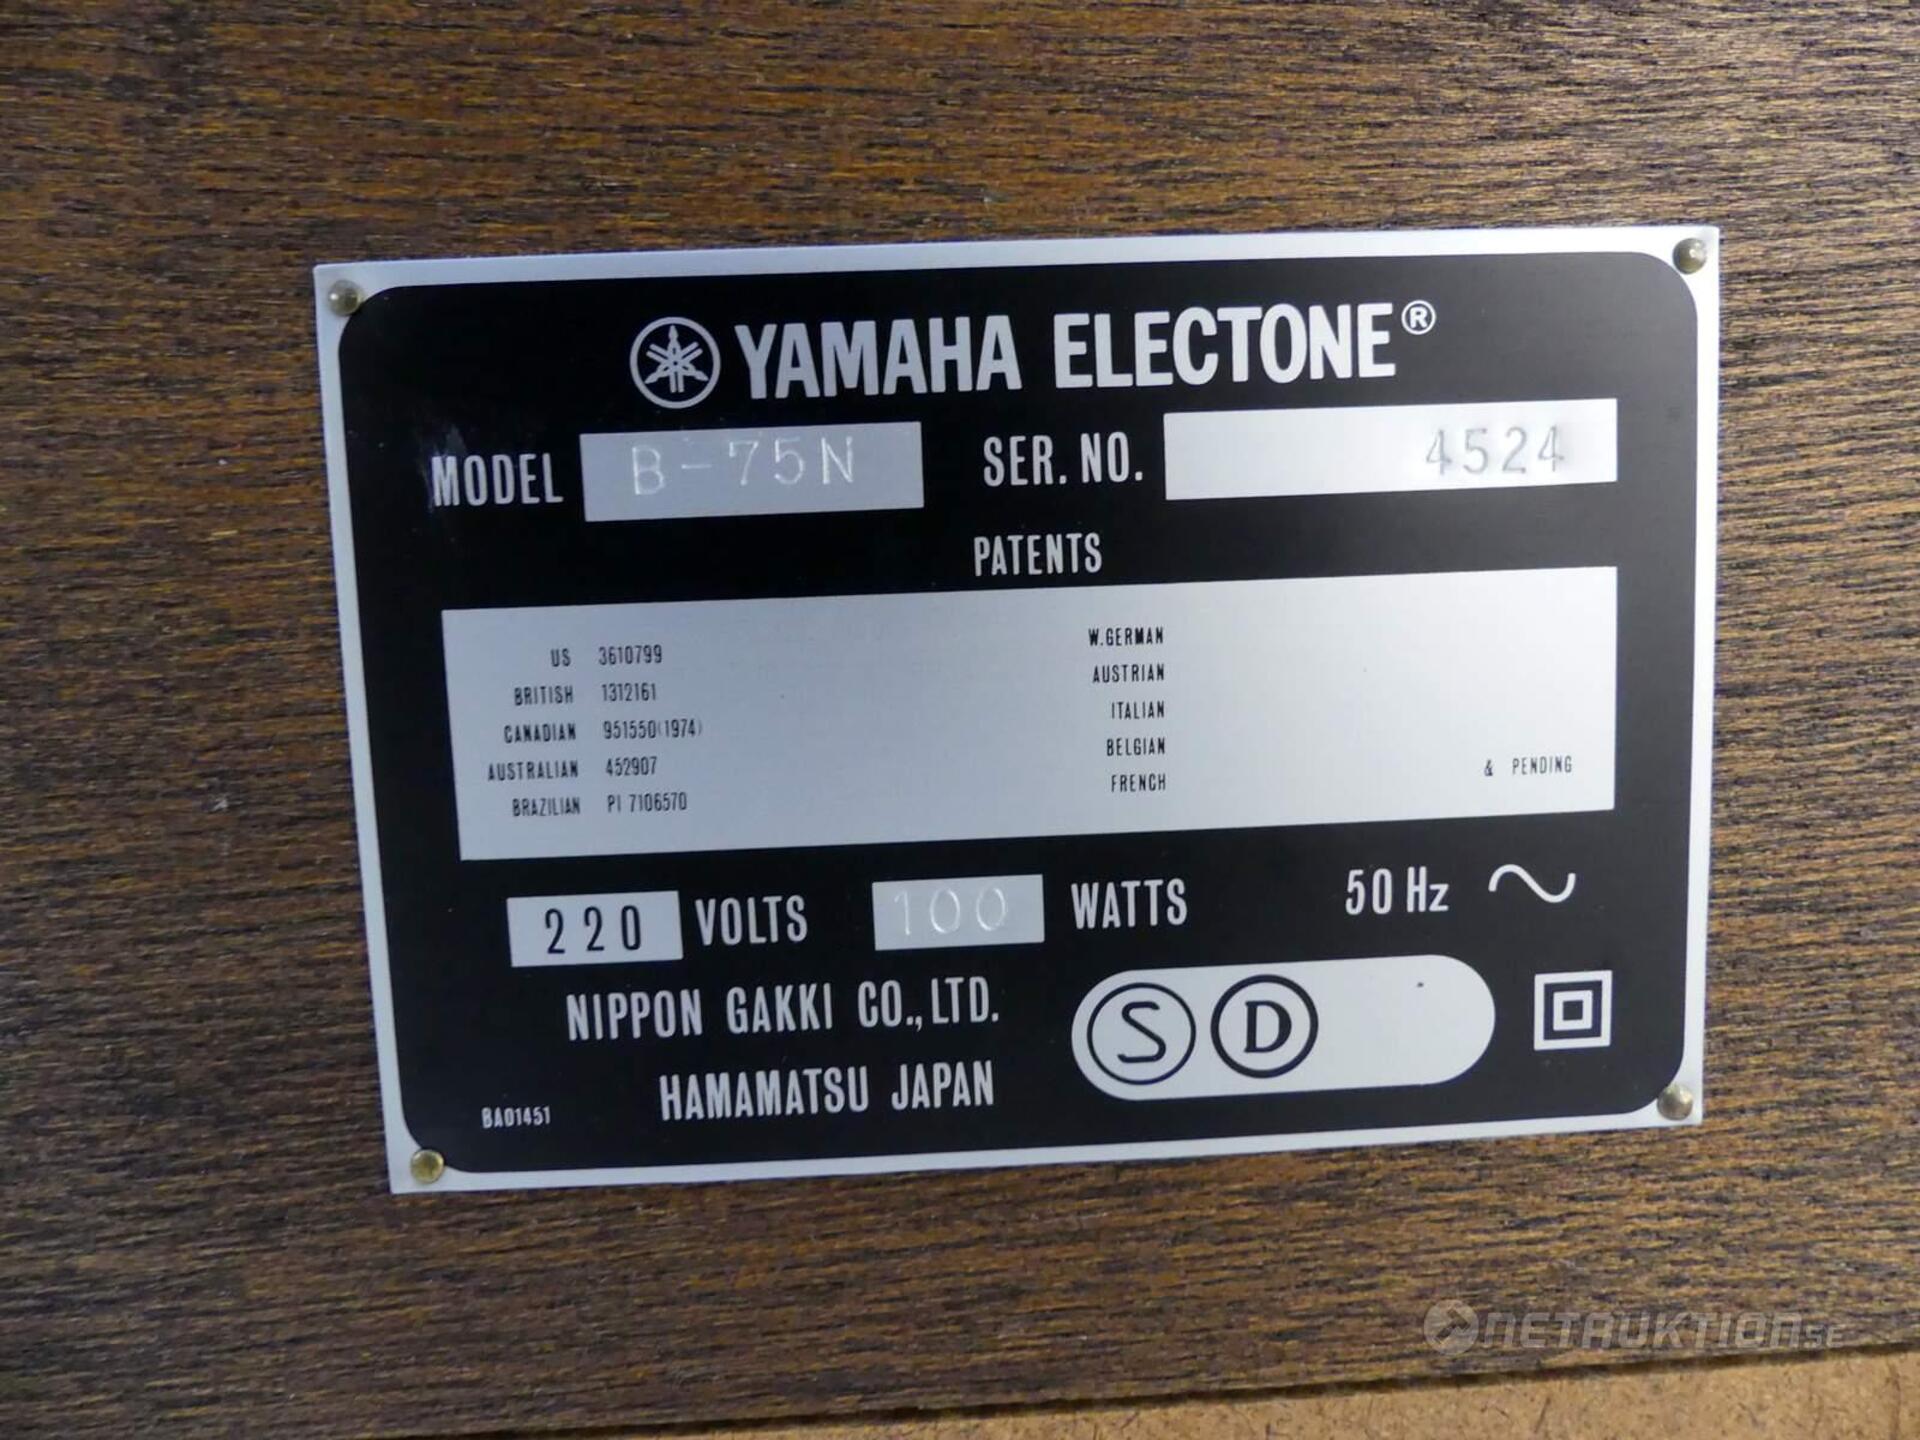 YAMAHA ELECTONE®
MODEL B-75N SER. NO. 4524
PATENTS
US 3610799
BRITISH 1312161
CANADIAN 951550(1974)
AUSTRALIAN 452907
BRAZILIAN PI 7106570
W.GERMAN
AUSTRIAN
ITALIAN
BELGIAN
FRENCH & PENDING
220 VOLTS 100 WATTS 50 Hz ~
NIPPON GAKKI CO.,LTD.
HAMAMATSU JAPAN
S D
BA01451
NETAUKTION.SE